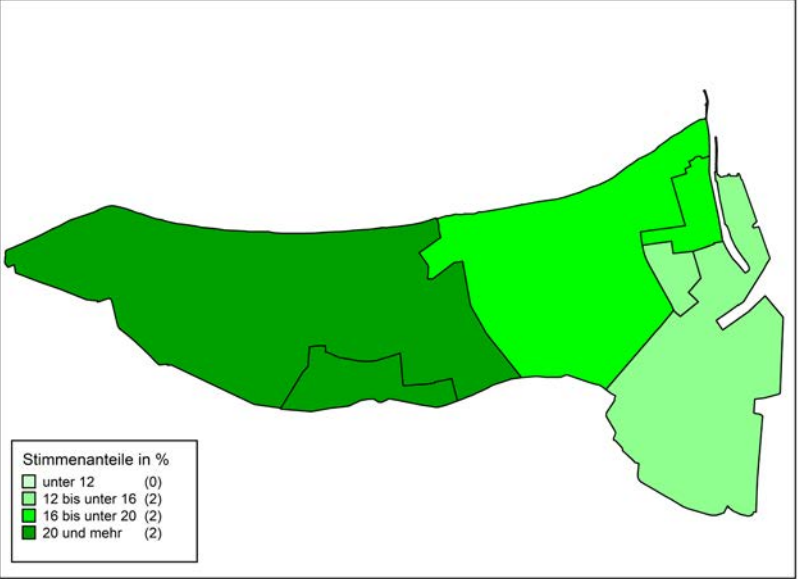 Stimmenanteile in %
unter 12 (0)
12 bis unter 16 (2)
16 bis unter 20 (2)
20 und mehr (2)